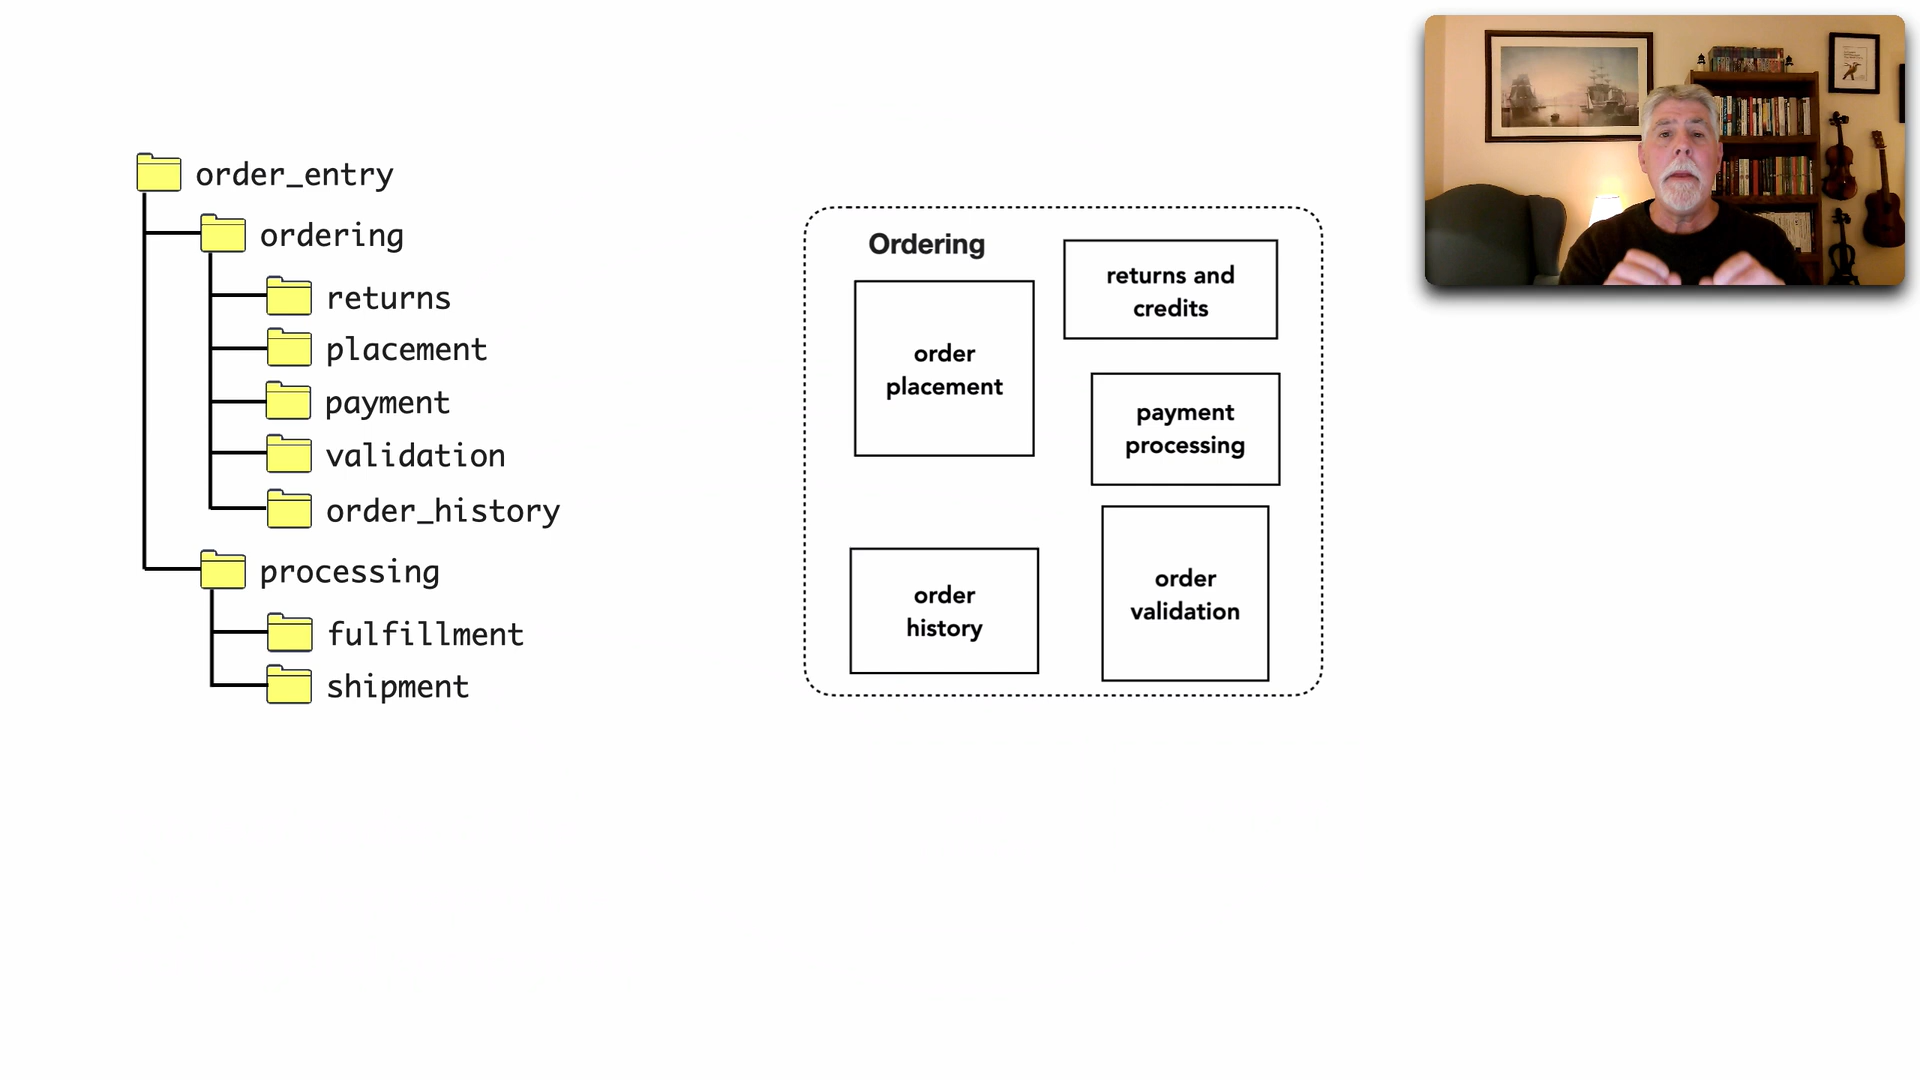 order_entry
ordering
returns
placement
payment
validation
order_history
processing
fulfillment
shipment
Ordering
order
placement
returns and
credits
payment
processing
order
history
order
validation